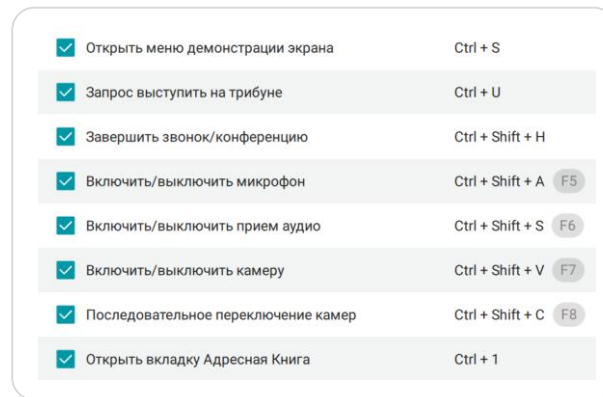 Открыть меню демонстрации экрана Ctrl + S
Запрос выступить на трибуне Ctrl + U
Завершить звонок/конференцию Ctrl + Shift + H
Включить/выключить микрофон Ctrl + Shift + A F5
Включить/выключить прием аудио Ctrl + Shift + S F6
Включить/выключить камеру Ctrl + Shift + V F7
Последовательное переключение камер Ctrl + Shift + C F8
Открыть вкладку Адресная Книга Ctrl + 1